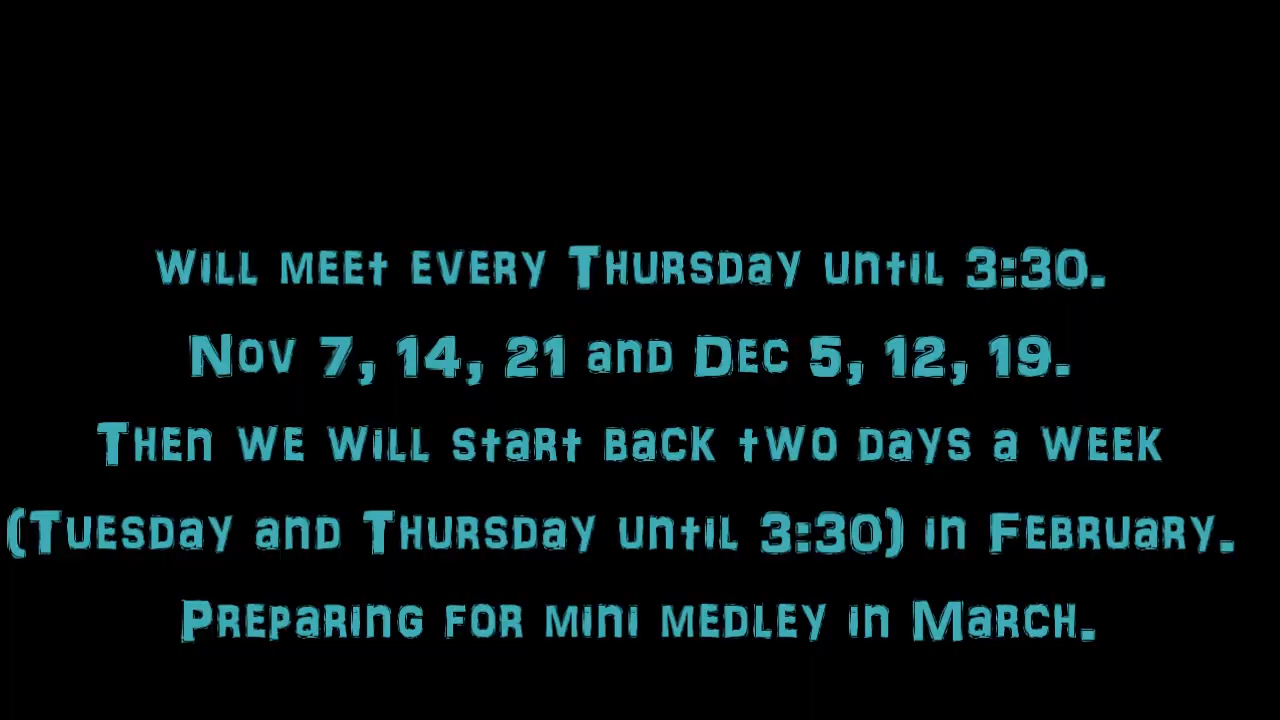 will meet every Thursday until 3:30.
Nov 7, 14, 21 and Dec 5, 12, 19.
Then we will start back two days a week
(Tuesday and Thursday until 3:30) in February.
Preparing for mini medley in March.